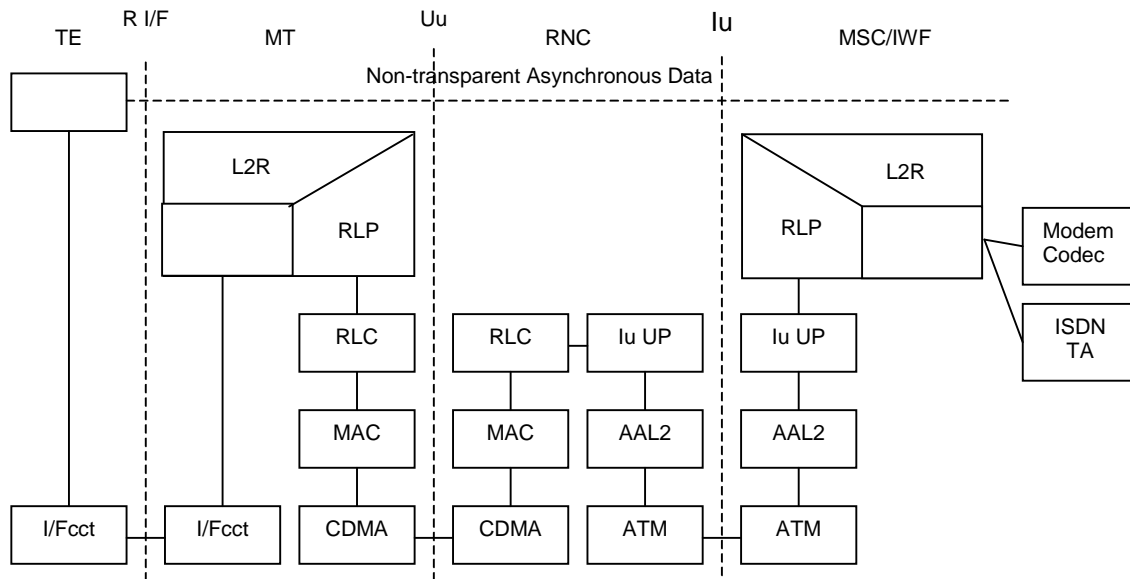 R I/F
Uu
Iu
TE
MT
RNC
MSC/IWF
Non-transparent Asynchronous Data
L2R
RLP
L2R
RLP
Modem
Codec
ISDN
TA
RLC
RLC
Iu UP
Iu UP
MAC
MAC
AAL2
AAL2
I/Fcct
I/Fcct
CDMA
CDMA
ATM
ATM